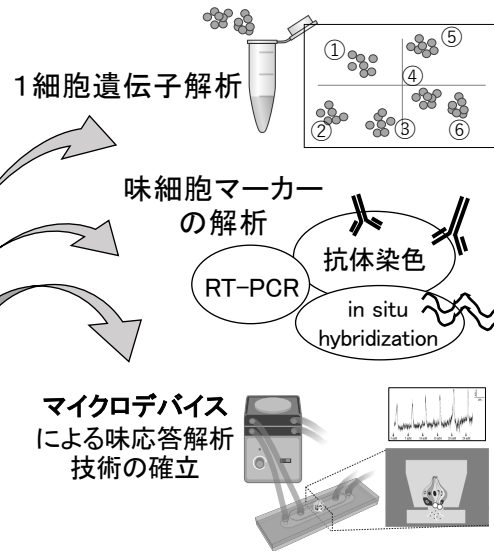 1細胞遺伝子解析
①
⑤
④
②
③
⑥
味細胞マーカー
の解析
抗体染色
RT-PCR
in situ
hybridization
マイクロデバイス
による味応答解析
技術の確立